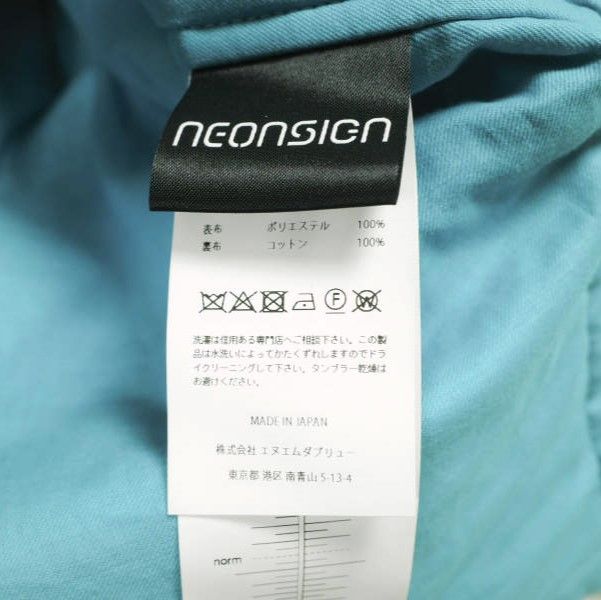 NEONSIGN
表布 ポリエステル 100%
裏布 コットン 100%
洗濯は信用ある専門店へご相談下さい。この製
品は水洗いによってかたくずれしますのでドラ
イクリーニングして下さい。タンブラー乾燥は
お避けください。
MADE IN JAPAN
株式会社 エヌエムダブリュー
東京都 港区 南青山 5-13-4
norm